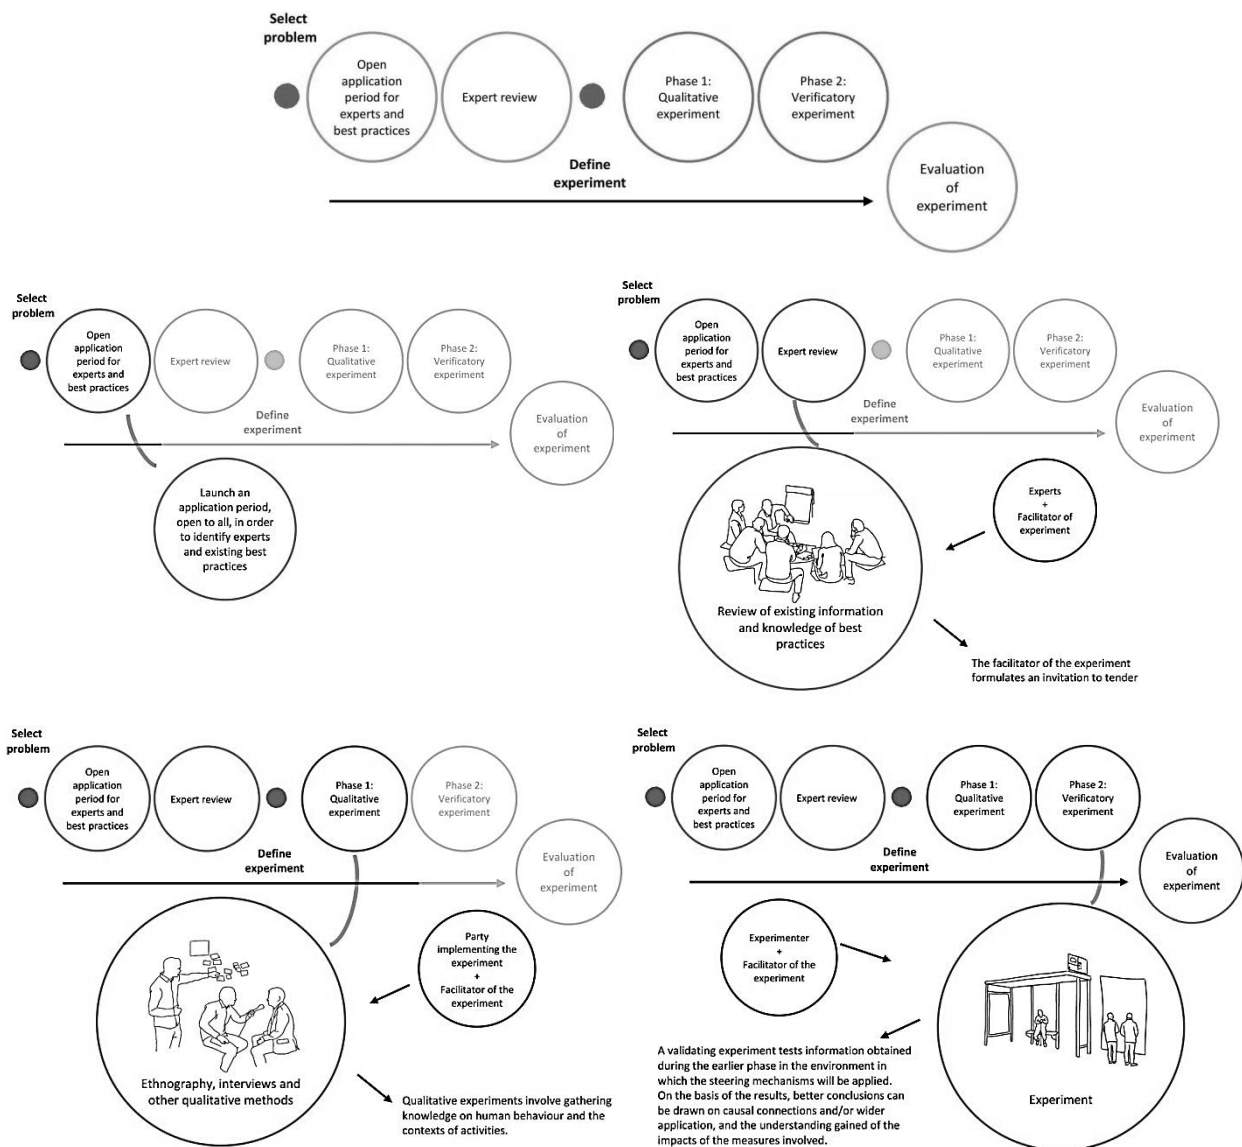 Select
problem
Open
application
period for
experts and
best practices
Expert review
Phase 1:
Qualitative
experiment
Phase 2:
Verificatory
experiment
Define
experiment
Evaluation
of
experiment
Select
problem
Open
application
period for
experts and
best practices
Expert review
Phase 1:
Qualitative
experiment
Phase 2:
Verificatory
experiment
Define
experiment
Evaluation
of
experiment
Launch an
application period,
open to all, in order
to identify experts
and existing best
practices
Select
problem
Open
application
period for
experts and
best practices
Expert review
Phase 1:
Qualitative
experiment
Phase 2:
Verificatory
experiment
Define
experiment
Evaluation
of
experiment
Experts
+
Facilitator of
experiment
Review of existing information
and knowledge of best
practices
The facilitator of the experiment
formulates an invitation to tender
Select
problem
Open
application
period for
experts and
best practices
Expert review
Phase 1:
Qualitative
experiment
Phase 2:
Verificatory
experiment
Define
experiment
Evaluation
of
experiment
Party
implementing the
experiment
+
Facilitator of the
experiment
Ethnography, interviews and
other qualitative methods
Qualitative experiments involve gathering
knowledge on human behaviour and the
contexts of activities.
Select
problem
Open
application
period for
experts and
best practices
Expert review
Phase 1:
Qualitative
experiment
Phase 2:
Verificatory
experiment
Define
experiment
Evaluation
of
experiment
Experimenter
+
Facilitator of the
experiment
A validating experiment tests information obtained
during the earlier phase in the environment in
which the steering mechanisms will be applied.
On the basis of the results, better conclusions can
be drawn on causal connections and/or wider
application, and the understanding gained of the
impacts of the measures involved.
Experiment